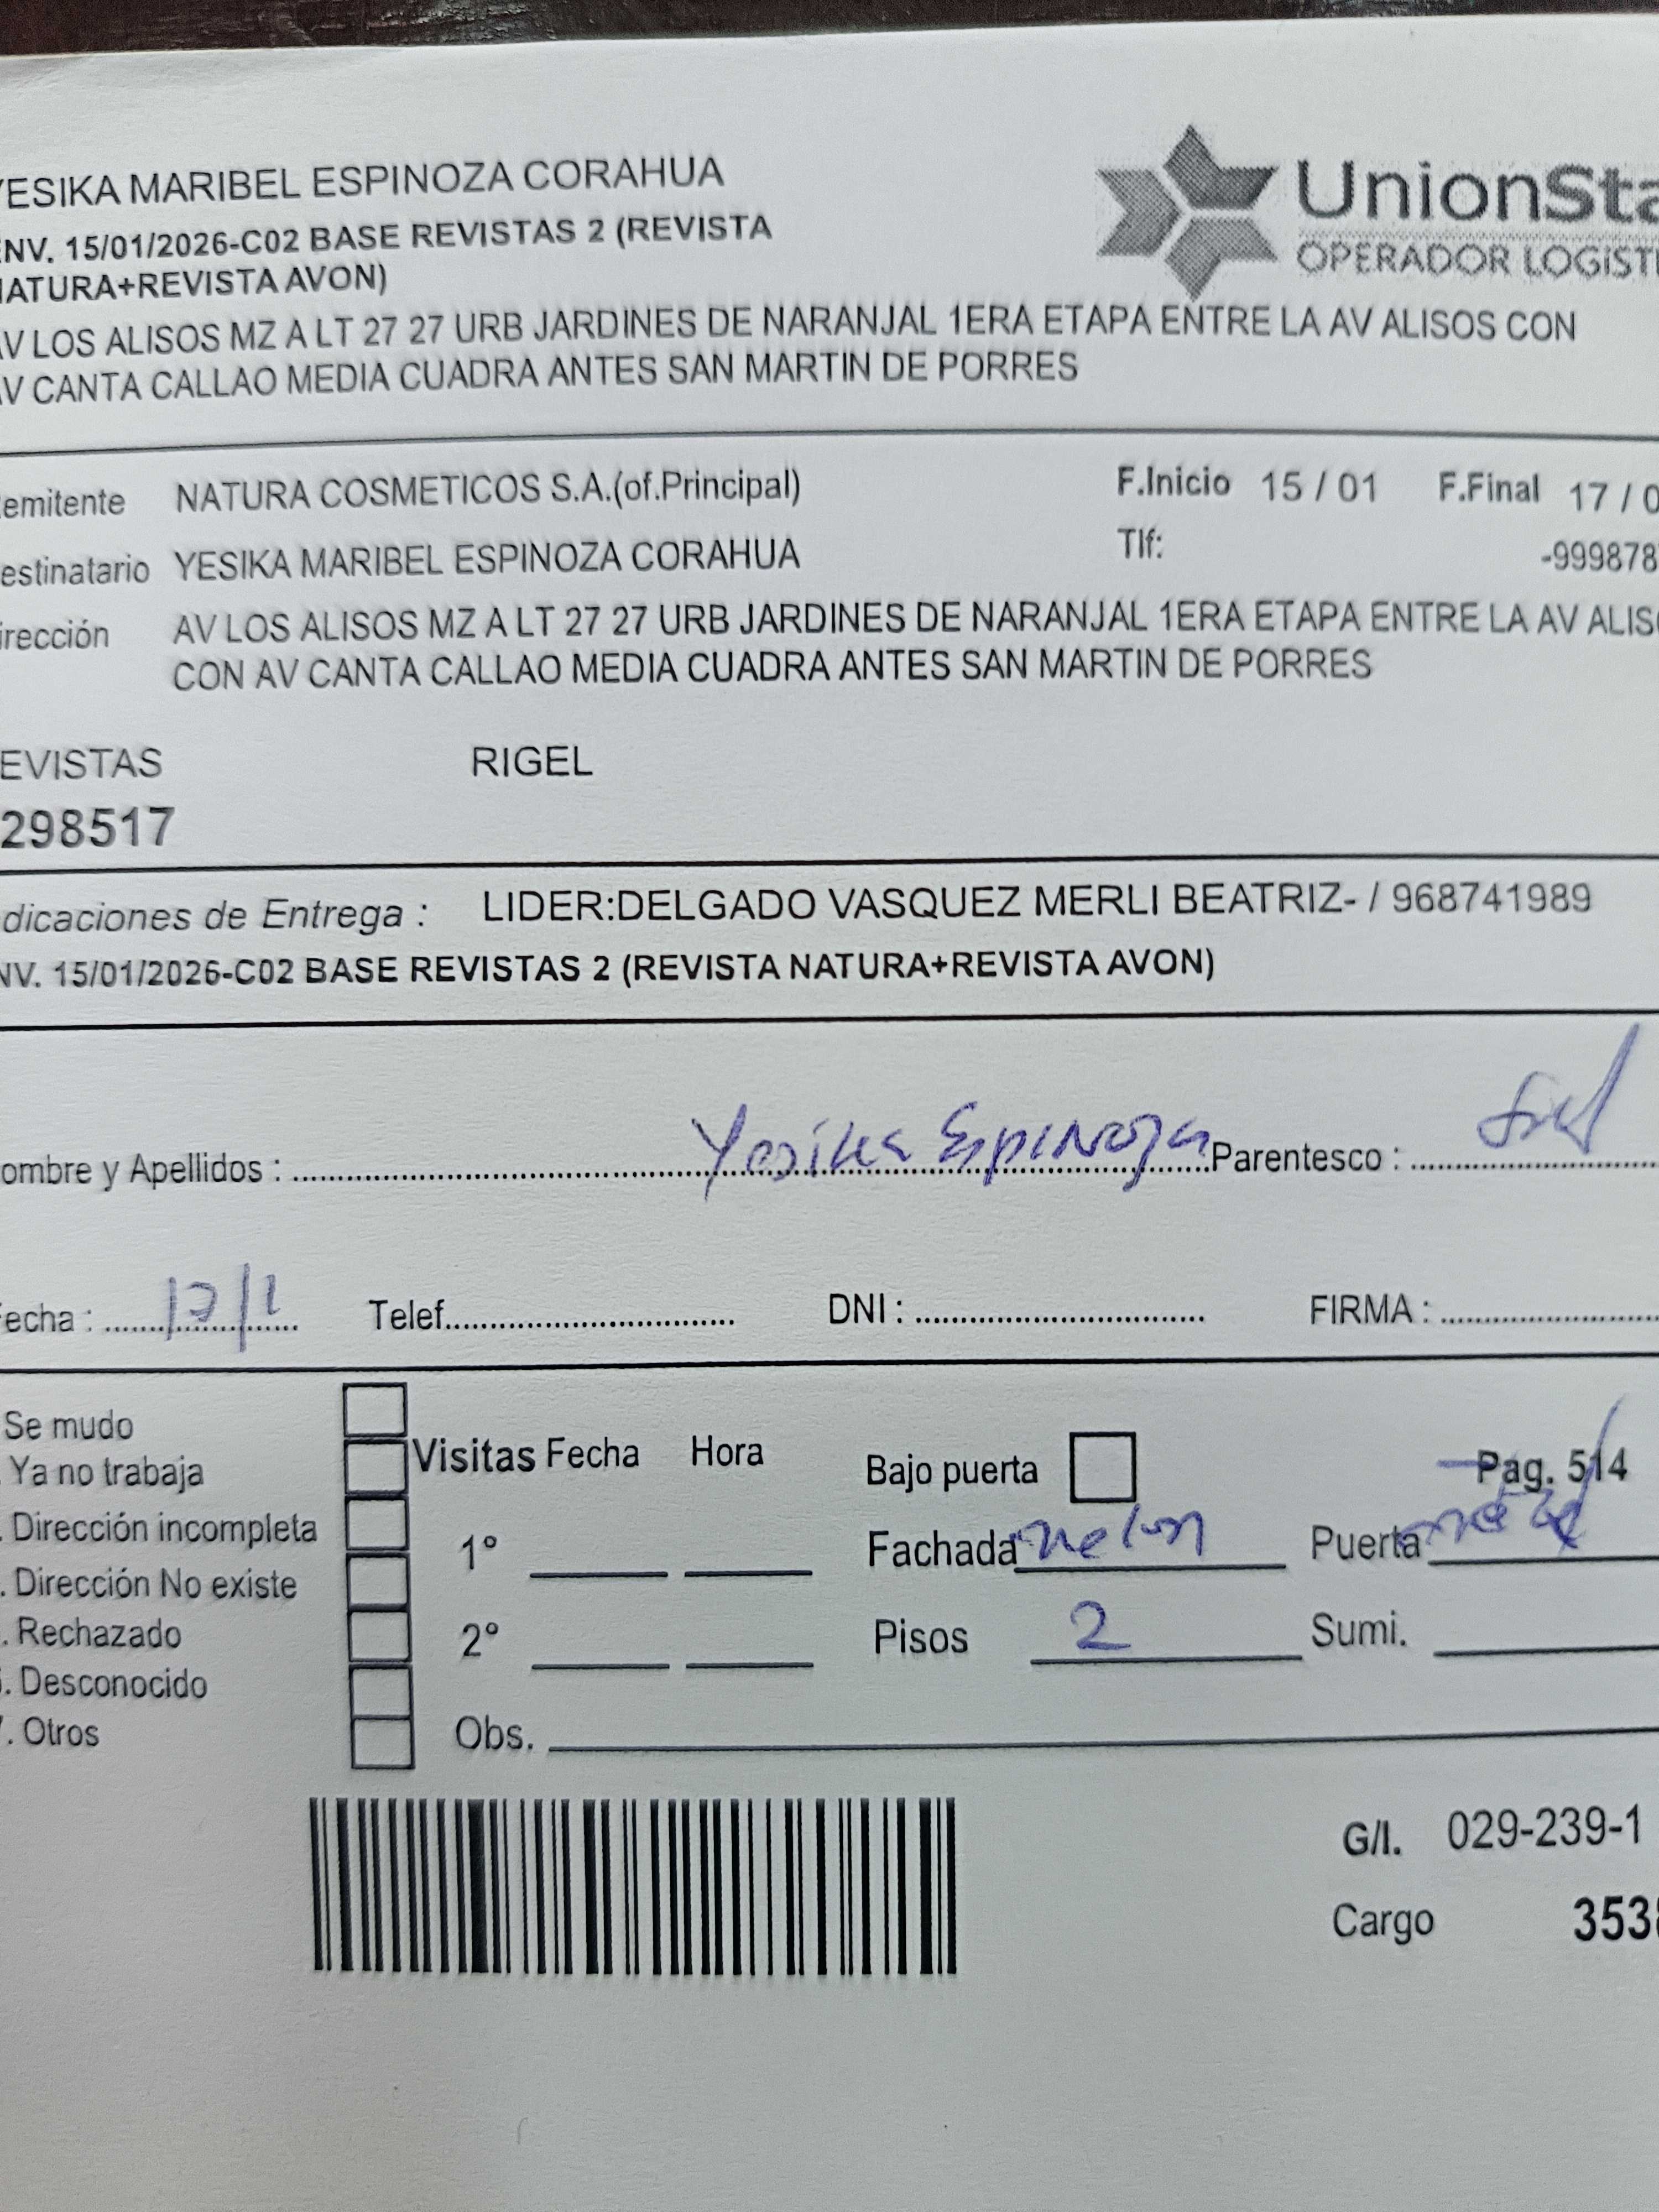 YESIKA MARIBEL ESPINOZA CORAHUA
ENV. 15/01/2026-C02 BASE REVISTAS 2 (REVISTA
NATURA+REVISTA AVON)
AV LOS ALISOS MZ A LT 27 27 URB JARDINES DE NARANJAL 1ERA ETAPA ENTRE LA AV ALISOS CON
AV CANTA CALLAO MEDIA CUADRA ANTES SAN MARTIN DE PORRES
UnionSta
OPERADOR LOGISTI
emitente NATURA COSMETICOS S.A.(of.Principal) F.Inicio 15 / 01 F.Final 17 / 0
estinatario YESIKA MARIBEL ESPINOZA CORAHUA Tlf: -999878
irección AV LOS ALISOS MZ A LT 27 27 URB JARDINES DE NARANJAL 1ERA ETAPA ENTRE LA AV ALISO
CON AV CANTA CALLAO MEDIA CUADRA ANTES SAN MARTIN DE PORRES
EVISTAS RIGEL
298517
dicaciones de Entrega : LIDER:DELGADO VASQUEZ MERLI BEATRIZ- / 968741989
NV. 15/01/2026-C02 BASE REVISTAS 2 (REVISTA NATURA+REVISTA AVON)
ombre y Apellidos : Yesika Espinoza Parentesco :
echa : 17/1 Telef. DNI : FIRMA :
Se mudo
Ya no trabaja
. Dirección incompleta
. Dirección No existe
. Rechazado
. Desconocido
7. Otros
Visitas Fecha Hora
1°
2°
Obs.
Bajo puerta Pag. 514
Fachada melon Puerta
Pisos 2 Sumi.
G/I. 029-239-1
Cargo 353